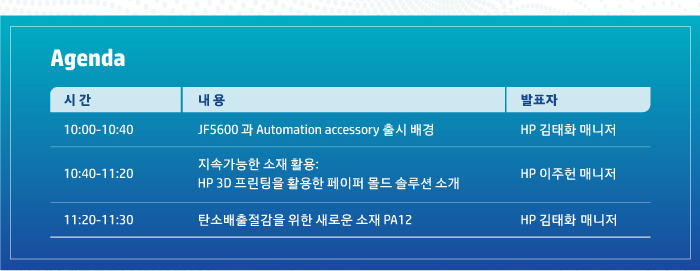 Agenda
시 간 내 용 발표자
10:00-10:40 JF5600 과 Automation accessory 출시 배경 HP 김태화 매니저
10:40-11:20 지속가능한 소재 활용: HP 이주헌 매니저
HP 3D 프린팅을 활용한 페이퍼 몰드 솔루션 소개
11:20-11:30 탄소배출절감을 위한 새로운 소재 PA12 HP 김태화 매니저